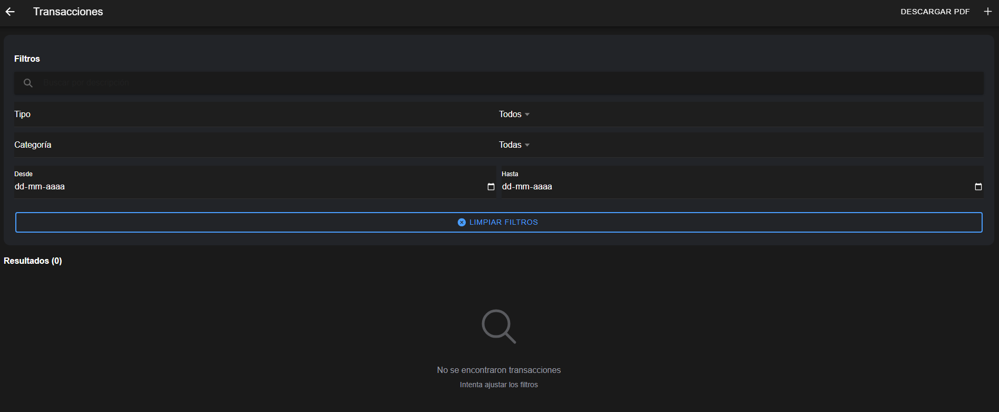 Transacciones
DESCARGAR PDF
Filtros
Buscar por descripción
Tipo
Todos
Categoría
Todas
Desde
Hasta
dd-mm-aaaa
dd-mm-aaaa
LIMPIAR FILTROS
Resultados (0)
No se encontraron transacciones
Intenta ajustar los filtros